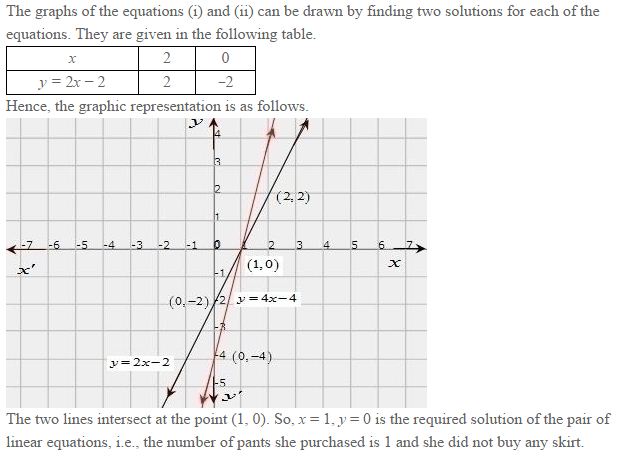 The graphs of the equations (i) and (ii) can be drawn by finding two solutions for each of the
equations. They are given in the following table.
x 2 0
y = 2x − 2 2 −2
Hence, the graphic representation is as follows.
y
4
3
2
(2, 2)
1
-7 -6 -5 -4 -3 -2 -1 0 2 3 4 5 6 7
x' (1, 0) x
-1
(0, −2) -2 y = 4x − 4
-3
-4 (0, −4)
y = 2x − 2
-5
y'
The two lines intersect at the point (1, 0). So, x = 1, y = 0 is the required solution of the pair of
linear equations, i.e., the number of pants she purchased is 1 and she did not buy any skirt.